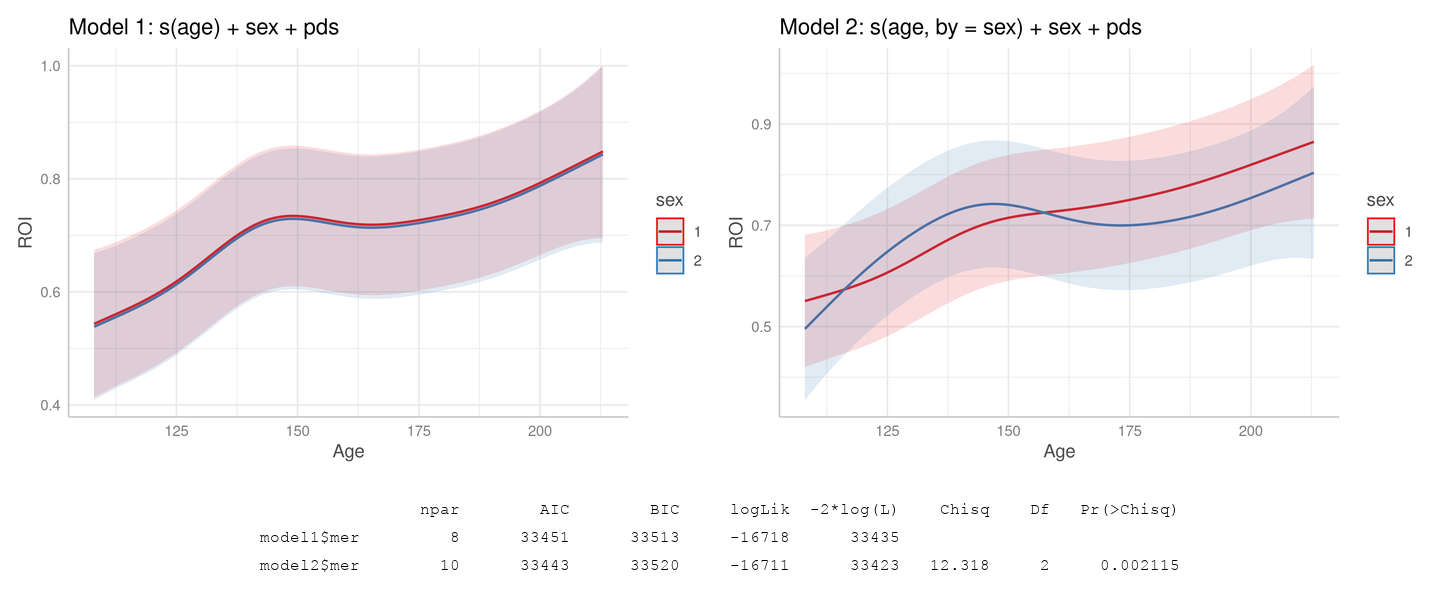 Model 1: s(age) + sex + pds
1.0
0.8
0.6
0.4
ROI
125 150 175 200
Age
sex
1
2
Model 2: s(age, by = sex) + sex + pds
0.9
0.7
0.5
ROI
125 150 175 200
Age
sex
1
2
npar AIC BIC logLik -2*log(L) Chisq Df Pr(>Chisq)
model1$mer 8 33451 33513 -16718 33435
model2$mer 10 33443 33520 -16711 33423 12.318 2 0.002115